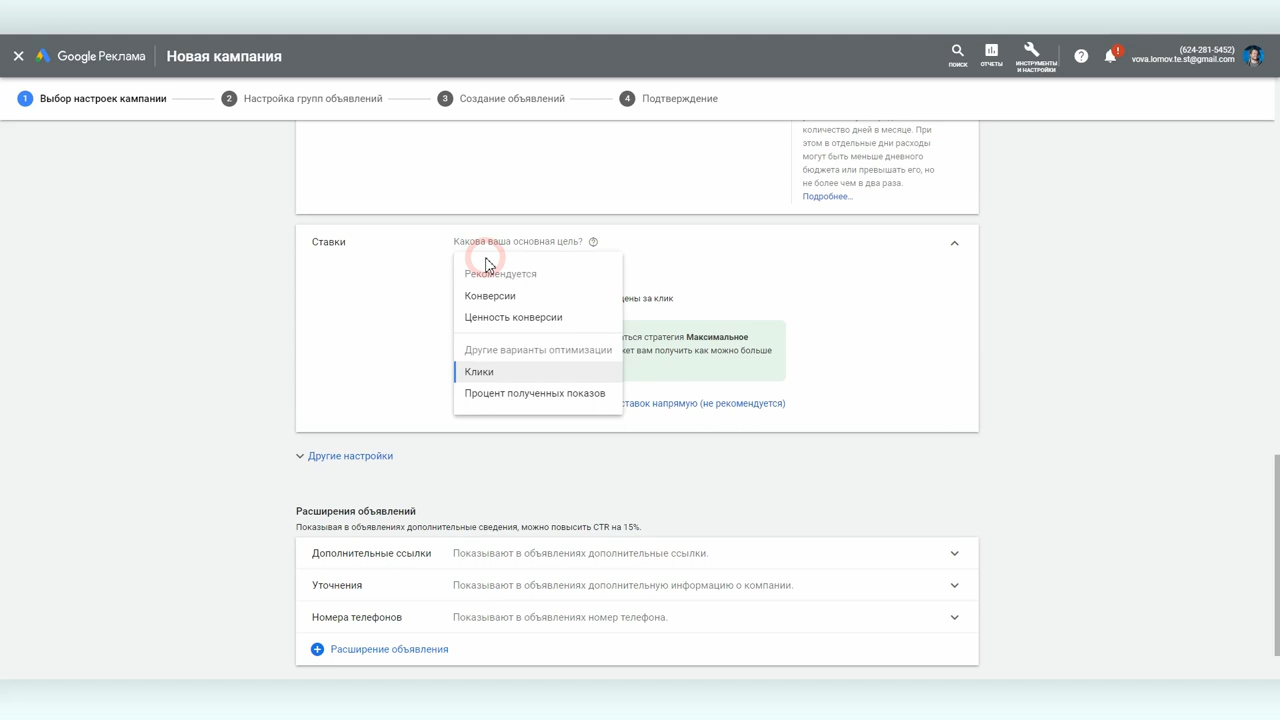 Google Реклама
Новая кампания
ПОИСК
ОТЧЕТЫ
ИНСТРУМЕНТЫ
И НАСТРОЙКИ
?
!
(624-281-5452)
vova.lomov.te.st@gmail.com
1 Выбор настроек кампании
2 Настройка групп объявлений
3 Создание объявлений
4 Подтверждение
количество дней в месяце. При
этом в отдельные дни расходы
могут быть меньше дневного
бюджета или превышать его, но
не более чем в два раза.
Подробнее…
Ставки
Какова ваша основная цель? ?
Рекомендуется
Конверсии
Ценность конверсии
Другие варианты оптимизации
Клики
Процент полученных показов
цены за клик
аться стратегия Максимальное
жет вам получить как можно больше
ставок напрямую (не рекомендуется)
Другие настройки
Расширения объявлений
Показывая в объявлениях дополнительные сведения, можно повысить CTR на 15%.
Дополнительные ссылки Показывают в объявлениях дополнительные ссылки.
Уточнения Показывают в объявлениях дополнительную информацию о компании.
Номера телефонов Показывают в объявлениях номер телефона.
Расширение объявления